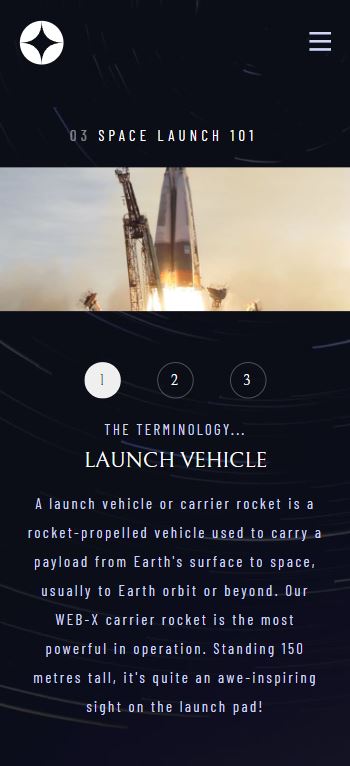 03 SPACE LAUNCH 101
1 2 3
THE TERMINOLOGY...
LAUNCH VEHICLE
A launch vehicle or carrier rocket is a
rocket-propelled vehicle used to carry a
payload from Earth's surface to space,
usually to Earth orbit or beyond. Our
WEB-X carrier rocket is the most
powerful in operation. Standing 150
metres tall, it's quite an awe-inspiring
sight on the launch pad!